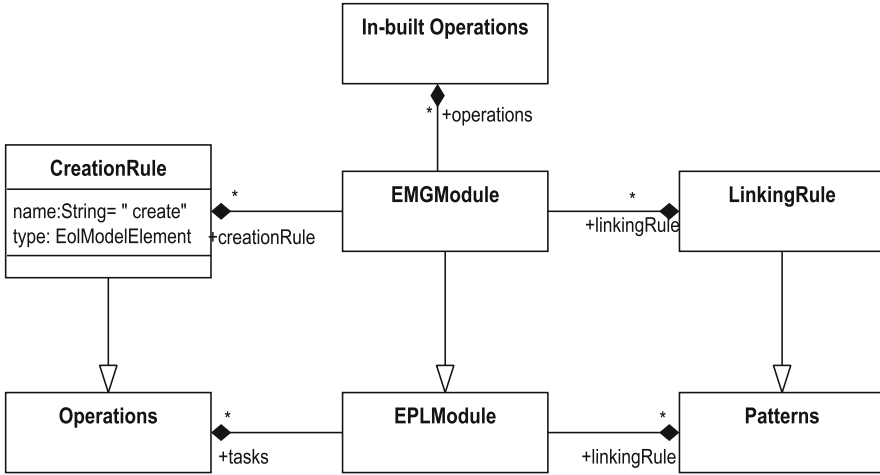 In-built Operations
*
+operations
CreationRule
name:String= " create"
type: EolModelElement
*
+creationRule
EMGModule
*
+linkingRule
LinkingRule
Operations
*
+tasks
EPLModule
*
+linkingRule
Patterns